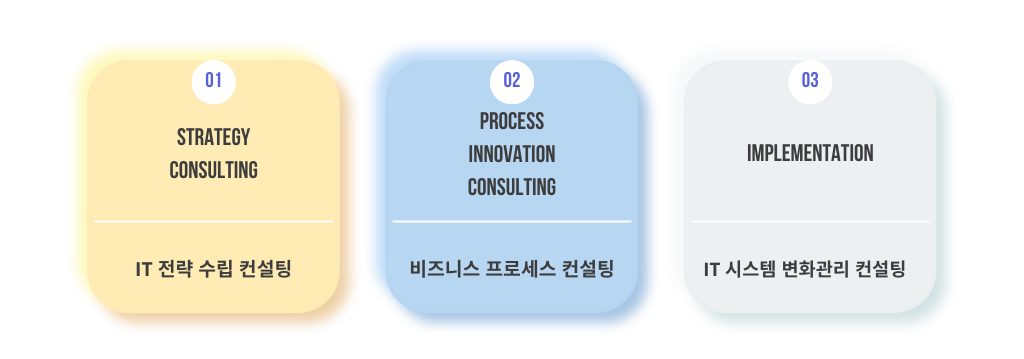 01
STRATEGY
CONSULTING
IT 전략 수립 컨설팅
02
PROCESS
INNOVATION
CONSULTING
비즈니스 프로세스 컨설팅
03
IMPLEMENTATION
IT 시스템 변화관리 컨설팅